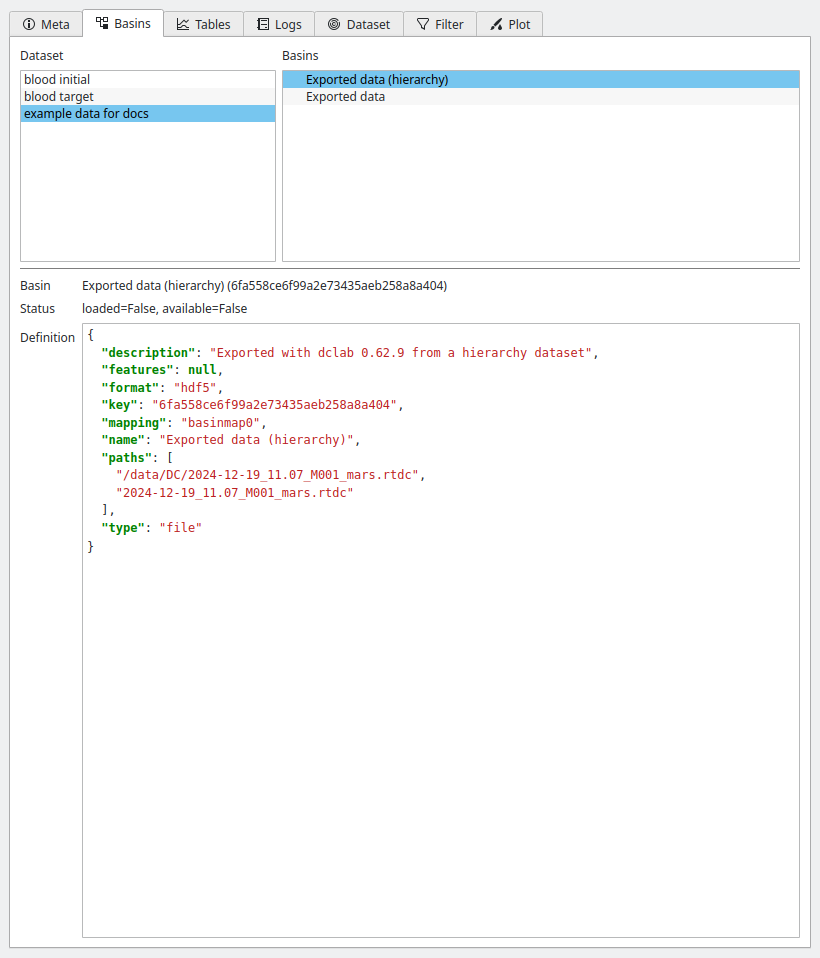 Meta Basins Tables Logs Dataset Filter Plot
Dataset
blood initial
blood target
example data for docs
Basins
Exported data (hierarchy)
Exported data
Basin Exported data (hierarchy) (6fa558ce6f99a2e73435aeb258a8a404)
Status loaded=False, available=False
Definition
{
  "description": "Exported with dclab 0.62.9 from a hierarchy dataset",
  "features": null,
  "format": "hdf5",
  "key": "6fa558ce6f99a2e73435aeb258a8a404",
  "mapping": "basinmap0",
  "name": "Exported data (hierarchy)",
  "paths": [
    "/data/DC/2024-12-19_11.07_M001_mars.rtdc",
    "2024-12-19_11.07_M001_mars.rtdc"
  ],
  "type": "file"
}